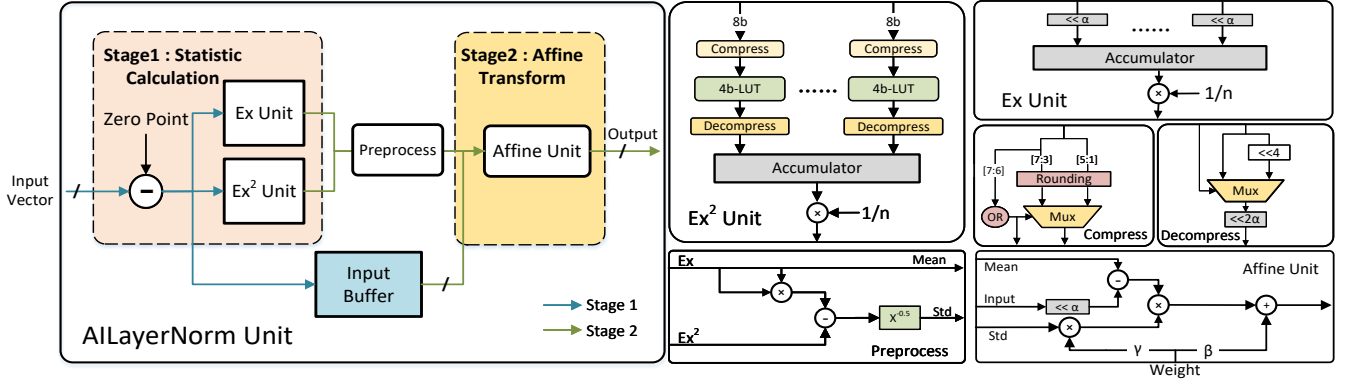 Stage1 : Statistic
Calculation
Zero Point
Input
Vector
−
Ex Unit
Ex² Unit
Preprocess
Stage2 : Affine
Transform
Affine Unit
Output
Input
Buffer
Stage 1
Stage 2
AILayerNorm Unit
8b
8b
Compress
Compress
4b-LUT
......
4b-LUT
Decompress
Decompress
Accumulator
×
1/n
Ex² Unit
<< α
......
<< α
Accumulator
×
1/n
Ex Unit
[7:6]
[7:3]
[5:1]
Rounding
OR
Mux
Compress
<<4
Mux
<<2α
Decompress
Ex
Mean
×
-
X^-0.5
Std
Ex²
Preprocess
Mean
Affine Unit
-
Input
<< α
×
+
Std
×
γ
β
Weight